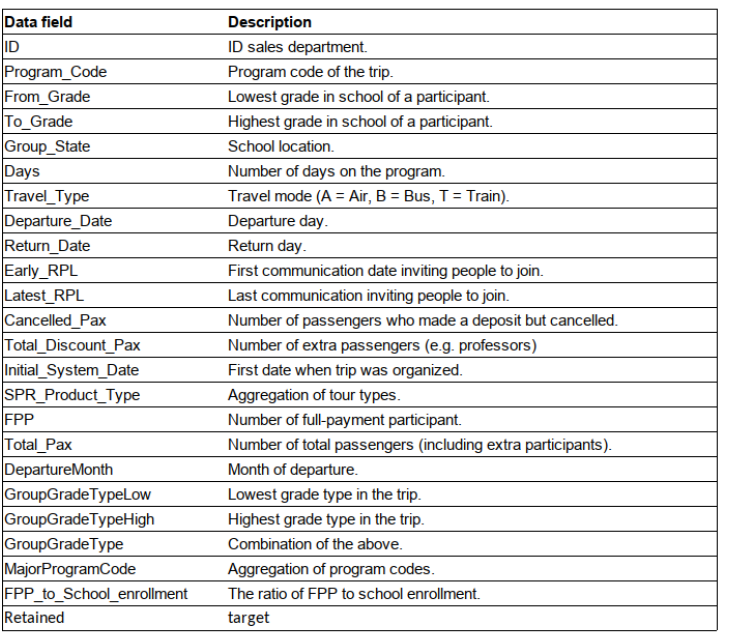 Data field Description
ID ID sales department.
Program_Code Program code of the trip.
From_Grade Lowest grade in school of a participant.
To_Grade Highest grade in school of a participant.
Group_State School location.
Days Number of days on the program.
Travel_Type Travel mode (A = Air, B = Bus, T = Train).
Departure_Date Departure day.
Return_Date Return day.
Early_RPL First communication date inviting people to join.
Latest_RPL Last communication inviting people to join.
Cancelled_Pax Number of passengers who made a deposit but cancelled.
Total_Discount_Pax Number of extra passengers (e.g. professors)
Initial_System_Date First date when trip was organized.
SPR_Product_Type Aggregation of tour types.
FPP Number of full-payment participant.
Total_Pax Number of total passengers (including extra participants).
DepartureMonth Month of departure.
GroupGradeTypeLow Lowest grade type in the trip.
GroupGradeTypeHigh Highest grade type in the trip.
GroupGradeType Combination of the above.
MajorProgramCode Aggregation of program codes.
FPP_to_School_enrollment The ratio of FPP to school enrollment.
Retained target